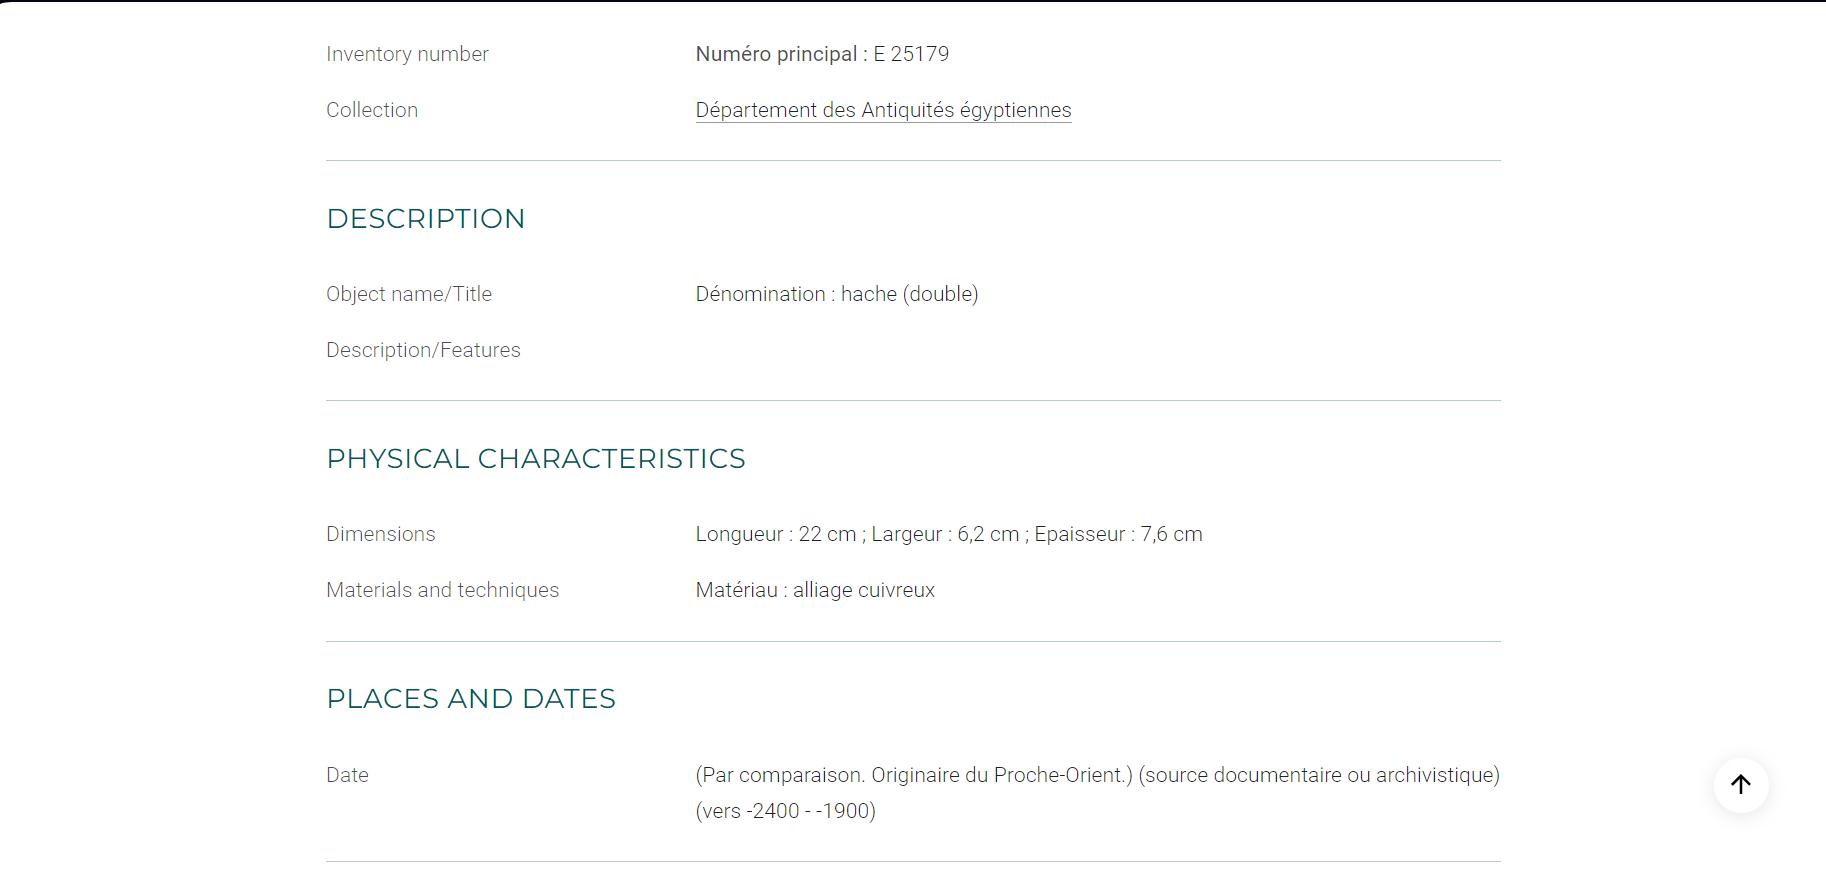 Inventory number
Numéro principal : E 25179
Collection
Département des Antiquités égyptiennes
DESCRIPTION
Object name/Title
Dénomination : hache (double)
Description/Features
PHYSICAL CHARACTERISTICS
Dimensions
Longueur : 22 cm ; Largeur : 6,2 cm ; Epaisseur : 7,6 cm
Materials and techniques
Matériau : alliage cuivreux
PLACES AND DATES
Date
(Par comparaison. Originaire du Proche-Orient.) (source documentaire ou archivistique)
(vers -2400 - -1900)